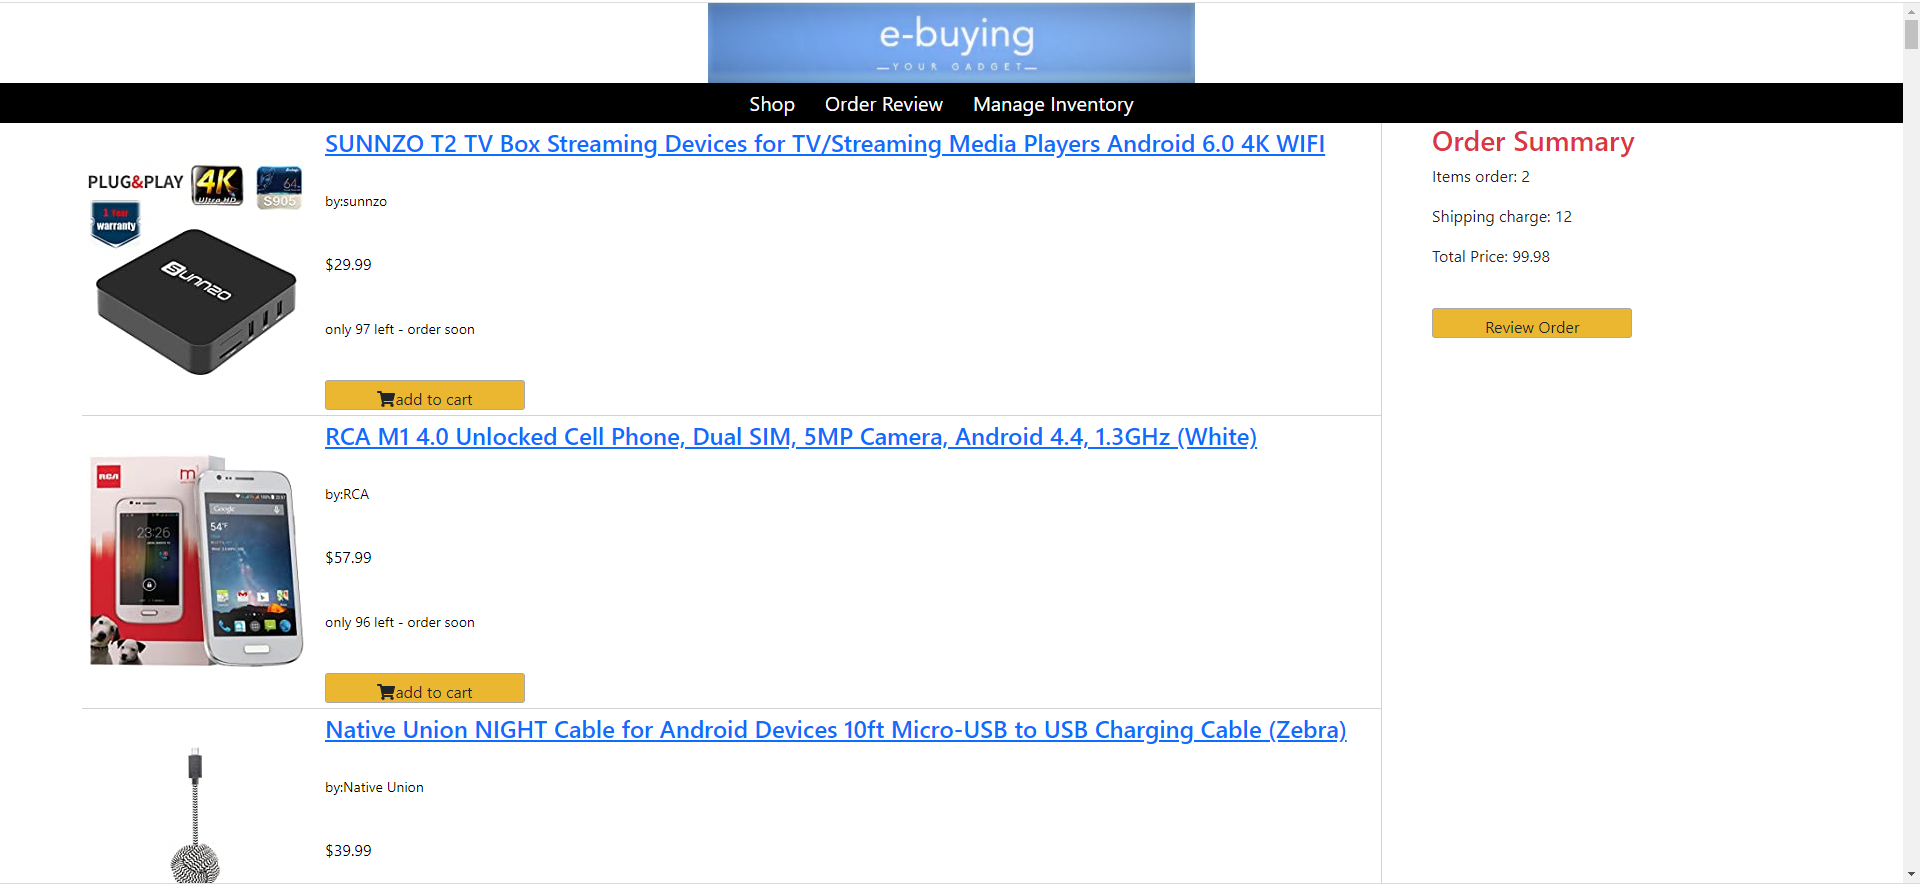 e-buying
—YOUR GADGET—
Shop Order Review Manage Inventory
SUNNZO T2 TV Box Streaming Devices for TV/Streaming Media Players Android 6.0 4K WIFI
PLUG&PLAY 4K Ultra HD 64 S905
1 Year
warranty
Sunnzo
by:sunnzo
$29.99
only 97 left - order soon
add to cart
RCA M1 4.0 Unlocked Cell Phone, Dual SIM, 5MP Camera, Android 4.4, 1.3GHz (White)
RCA m1
23:26
Google
54°F
by:RCA
$57.99
only 96 left - order soon
add to cart
Native Union NIGHT Cable for Android Devices 10ft Micro-USB to USB Charging Cable (Zebra)
by:Native Union
$39.99
Order Summary
Items order: 2
Shipping charge: 12
Total Price: 99.98
Review Order